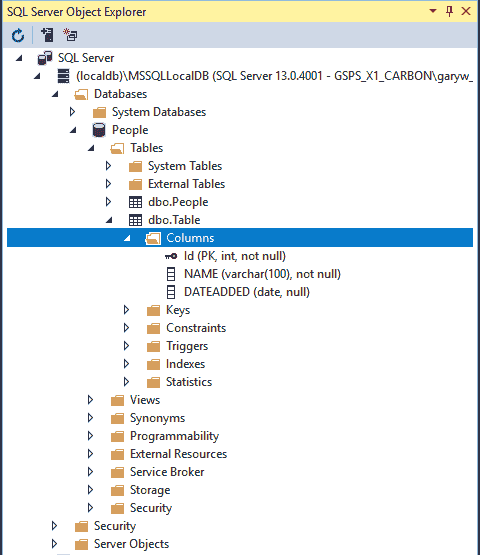 SQL Server Object Explorer
SQL Server
(localdb)\MSSQLLocalDB (SQL Server 13.0.4001 - GSPS_X1_CARBON\garyw_
Databases
System Databases
People
Tables
System Tables
External Tables
dbo.People
dbo.Table
Columns
Id (PK, int, not null)
NAME (varchar(100), not null)
DATEADDED (date, null)
Keys
Constraints
Triggers
Indexes
Statistics
Views
Synonyms
Programmability
External Resources
Service Broker
Storage
Security
Security
Server Objects